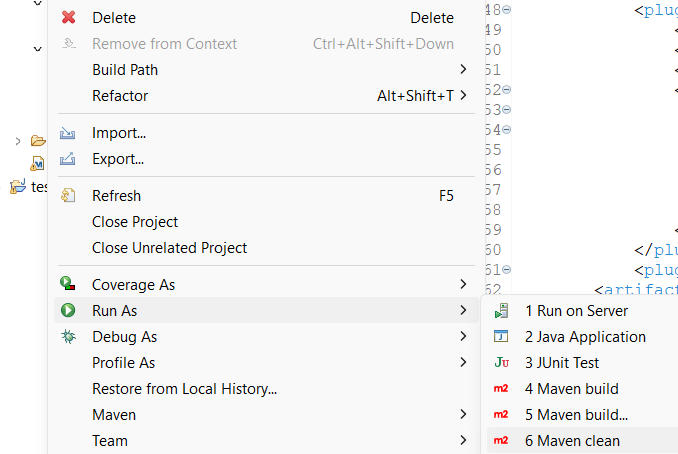 Delete Delete
Remove from Context Ctrl+Alt+Shift+Down
Build Path
Refactor Alt+Shift+T
Import...
Export...
Refresh F5
Close Project
Close Unrelated Project
Coverage As
Run As
Debug As
Profile As
Restore from Local History...
Maven
Team
1 Run on Server
2 Java Application
3 JUnit Test
4 Maven build
5 Maven build...
6 Maven clean
tes
48 <plug
49 <
50 <
51 <
52 <
53
54
55
56
57
58
59 <
60 </plu
61 <plug
62 <artifact